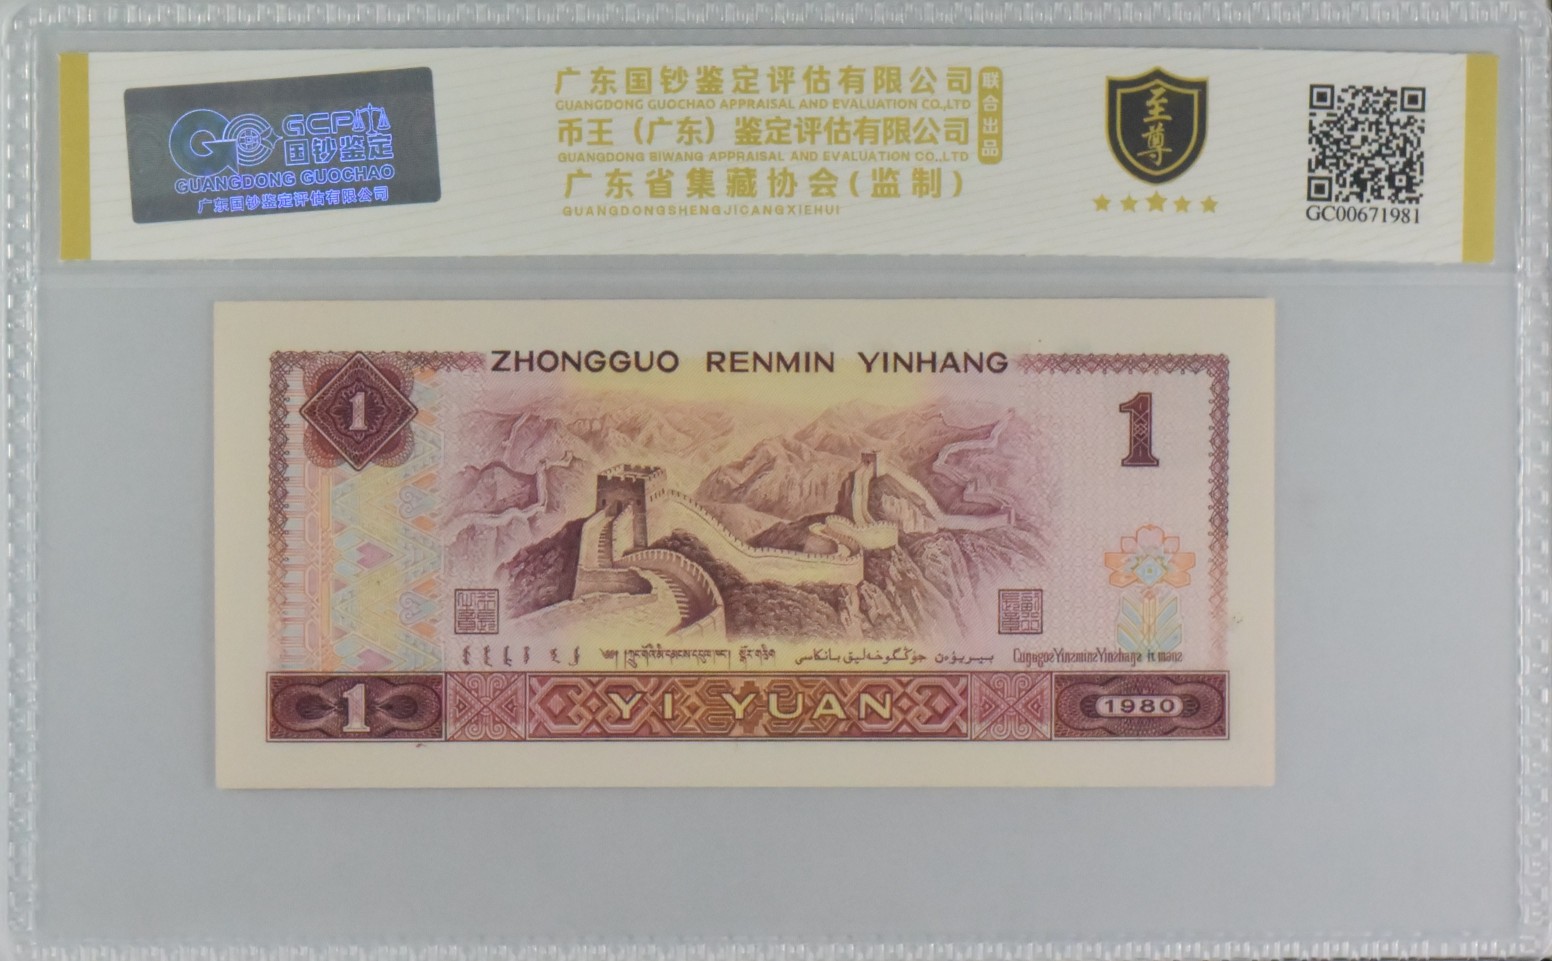 GCP
国钞鉴定
GUANGDONG GUOCHAO
广东国钞鉴定评估有限公司
广东国钞鉴定评估有限公司
GUANGDONG GUOCHAO APPRAISAL AND EVALUATION CO.,LTD
币王（广东）鉴定评估有限公司
GUANGDONG BIWANG APPRAISAL AND EVALUATION CO.,LTD
广东省集藏协会(监制)
GUANGDONGSHENGJICANGXIEHUI
联合出品
至尊
GC00671981
ZHONGGUO RENMIN YINHANG
1
1
1
YI YUAN
1980